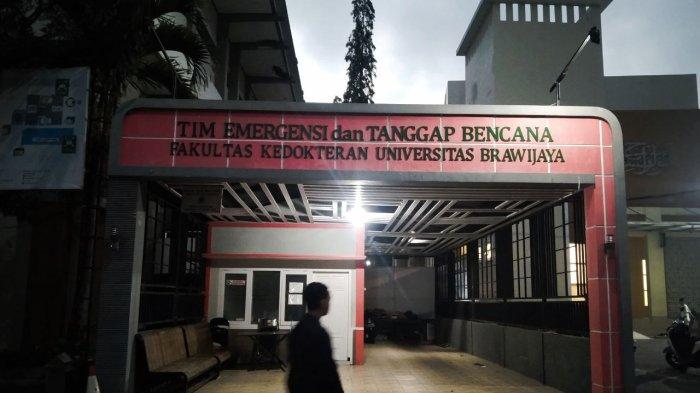 TIM EMERGENSI dan TANGGAP BENCANA
FAKULTAS KEDOKTERAN UNIVERSITAS BRAWIJAYA